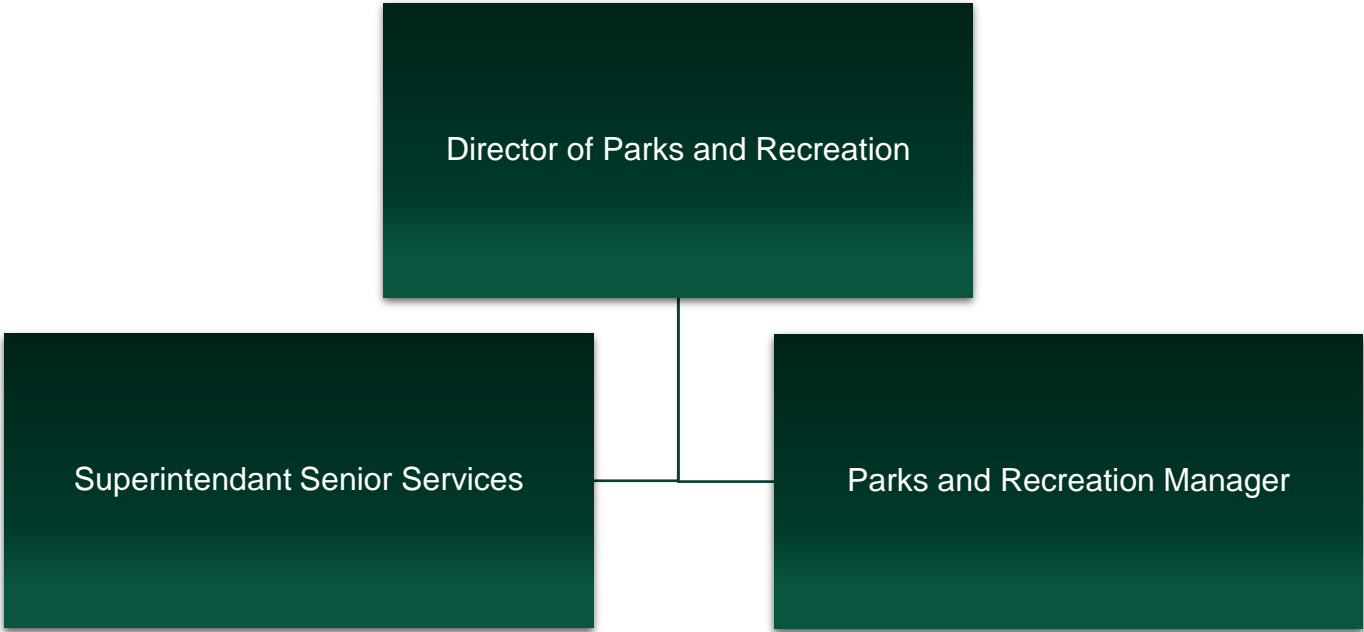 Director of Parks and Recreation
Superintendant Senior Services
Parks and Recreation Manager